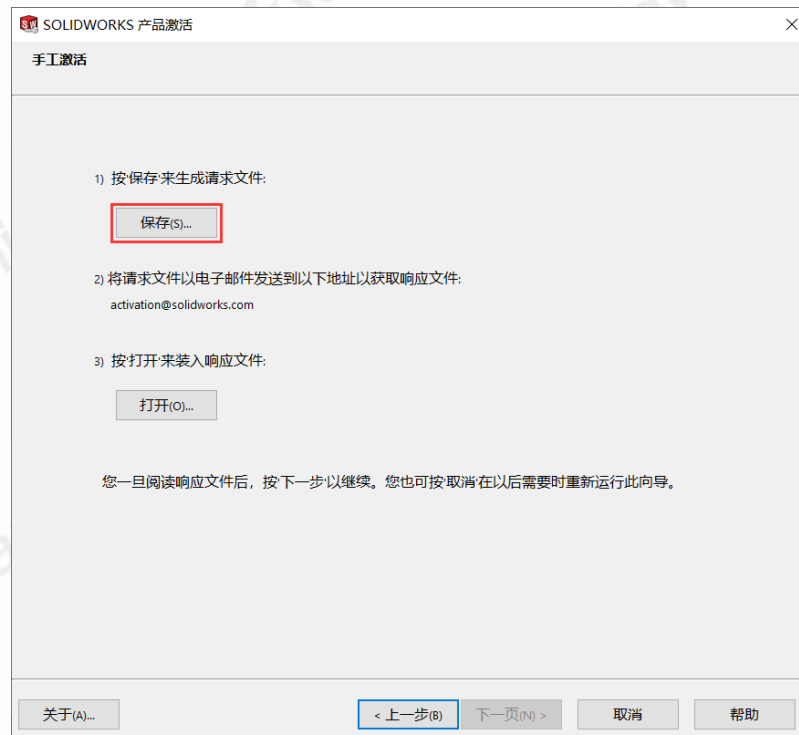 SOLIDWORKS 产品激活
手工激活
1) 按'保存'来生成请求文件:
保存(S)...
2) 将请求文件以电子邮件发送到以下地址以获取响应文件:
activation@solidworks.com
3) 按'打开'来装入响应文件:
打开(O)...
您一旦阅读响应文件后，按'下一步'以继续。您也可按'取消'在以后需要时重新运行此向导。
关于(A)...
< 上一步(B)
下一页(N) >
取消
帮助